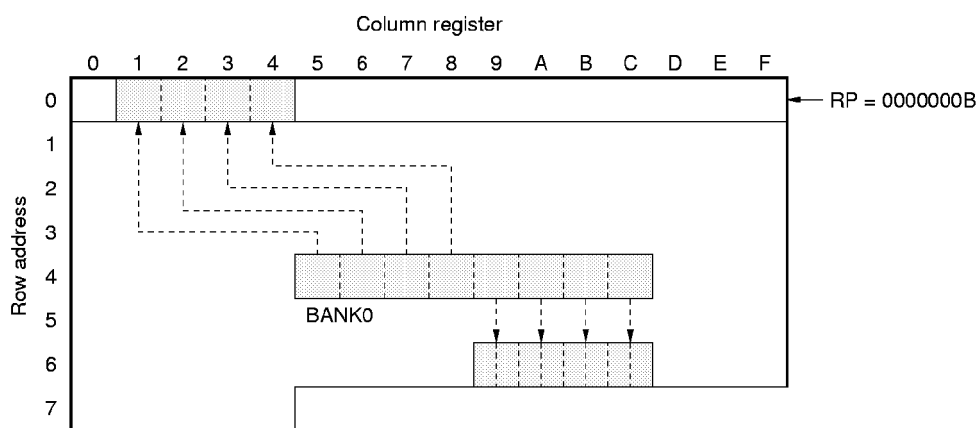 Column register
0 1 2 3 4 5 6 7 8 9 A B C D E F
0
RP = 0000000B
1
2
3
Row address
4
BANK0
5
6
7